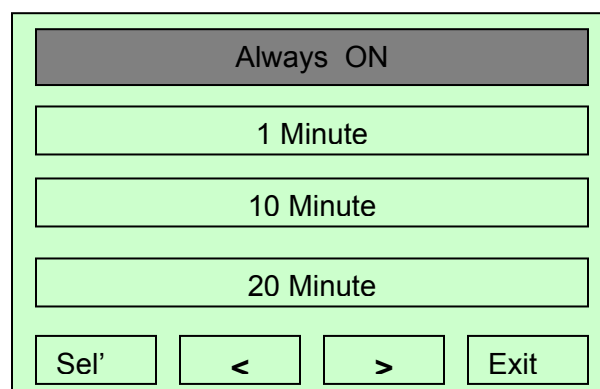 Always ON
1 Minute
10 Minute
20 Minute
Sel’ < > Exit